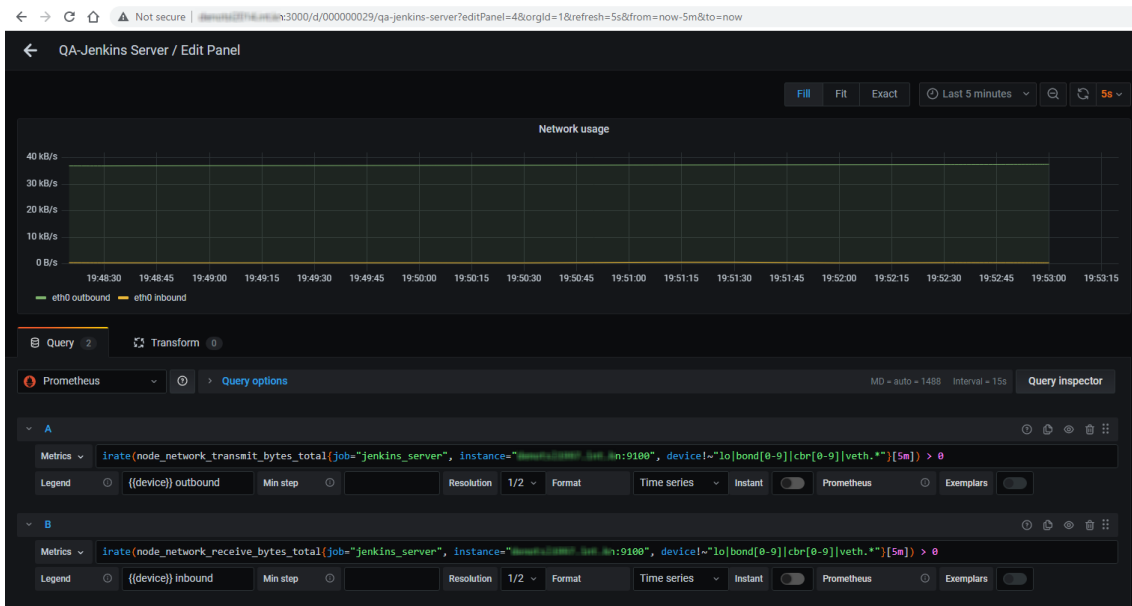 Not secure
:3000/d/000000029/qa-jenkins-server?editPanel=4&orgId=1&refresh=5s&from=now-5m&to=now
QA-Jenkins Server / Edit Panel
Fill Fit Exact Last 5 minutes 5s
Network usage
40 kB/s
30 kB/s
20 kB/s
10 kB/s
0 B/s
19:48:30 19:48:45 19:49:00 19:49:15 19:49:30 19:49:45 19:50:00 19:50:15 19:50:30 19:50:45 19:51:00 19:51:15 19:51:30 19:51:45 19:52:00 19:52:15 19:52:30 19:52:45 19:53:00 19:53:15
eth0 outbound eth0 inbound
Query 2 Transform 0
Prometheus Query options MD = auto = 1488 Interval = 15s Query inspector
A
Metrics irate(node_network_transmit_bytes_total{job="jenkins_server", instance="n:9100", device!~"lo|bond[0-9]|cbr[0-9]|veth.*"}[5m]) > 0
Legend {{device}} outbound Min step Resolution 1/2 Format Time series Instant Prometheus Exemplars
B
Metrics irate(node_network_receive_bytes_total{job="jenkins_server", instance="n:9100", device!~"lo|bond[0-9]|cbr[0-9]|veth.*"}[5m]) > 0
Legend {{device}} inbound Min step Resolution 1/2 Format Time series Instant Prometheus Exemplars